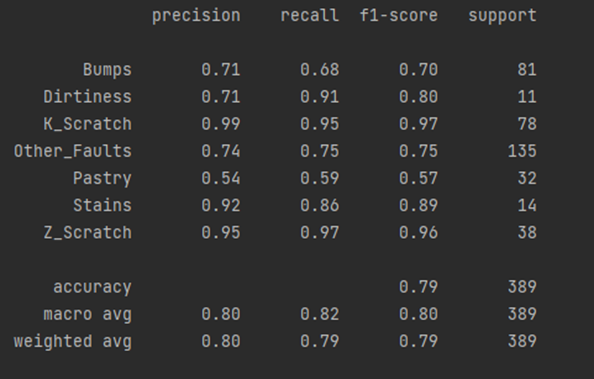 precision recall f1-score support
Bumps 0.71 0.68 0.70 81
Dirtiness 0.71 0.91 0.80 11
K_Scratch 0.99 0.95 0.97 78
Other_Faults 0.74 0.75 0.75 135
Pastry 0.54 0.59 0.57 32
Stains 0.92 0.86 0.89 14
Z_Scratch 0.95 0.97 0.96 38
accuracy 0.79 389
macro avg 0.80 0.82 0.80 389
weighted avg 0.80 0.79 0.79 389